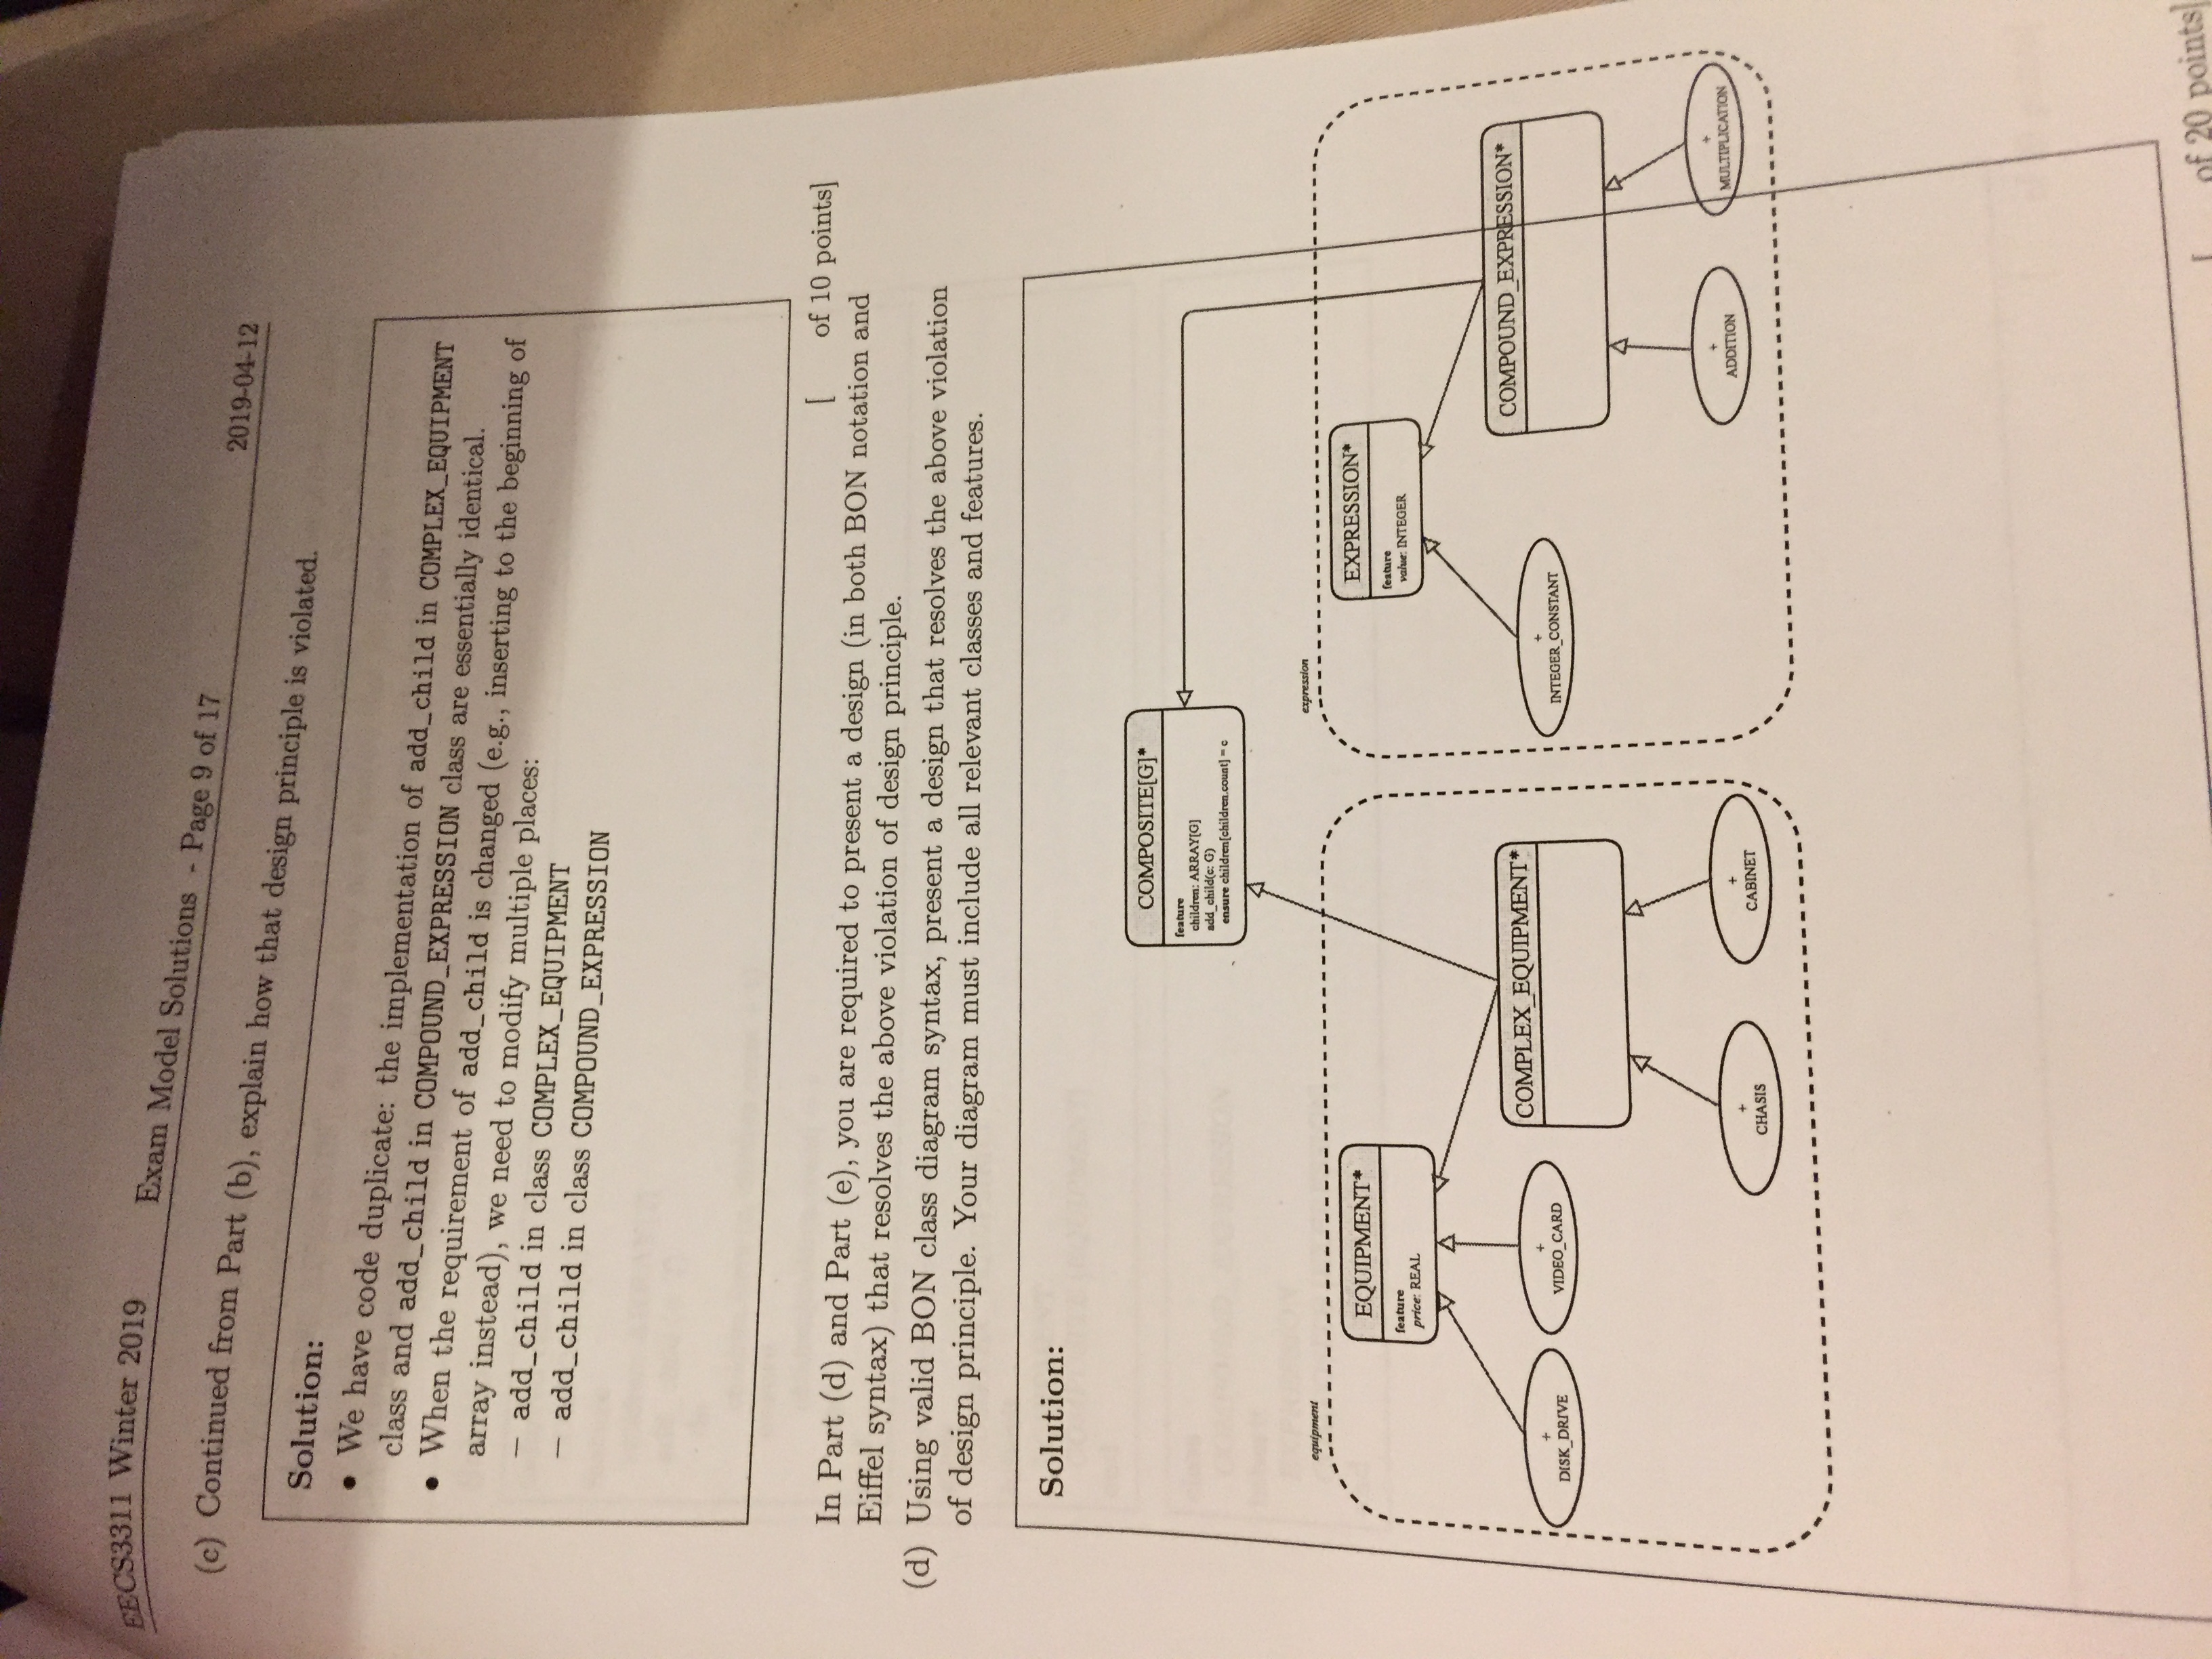 EECS3311 Winter 2019 Exam Model Solutions - Page 9 of 17 2019-04-12
(c) Continued from Part (b), explain how that design principle is violated.
Solution:
• We have code duplicate: the implementation of add_child in COMPLEX_EQUIPMENT
class and add_child in COMPOUND_EXPRESSION class are essentially identical.
• When the requirement of add_child is changed (e.g., inserting to the beginning of
array instead), we need to modify multiple places:
– add_child in class COMPLEX_EQUIPMENT
– add_child in class COMPOUND_EXPRESSION
[ of 10 points]
In Part (d) and Part (e), you are required to present a design (in both BON notation and
Eiffel syntax) that resolves the above violation of design principle.
(d) Using valid BON class diagram syntax, present a design that resolves the above violation
of design principle. Your diagram must include all relevant classes and features.
Solution:
COMPOSITE[G]*
feature
children: ARRAY[G]
add_child(c: G)
ensure children[children.count] = c
equipment
expression
EQUIPMENT*
feature
price: REAL
EXPRESSION*
feature
value: INTEGER
+
DISK_DRIVE
+
VIDEO_CARD
COMPLEX_EQUIPMENT*
+
INTEGER_CONSTANT
COMPOUND_EXPRESSION*
+
CHASIS
+
CABINET
+
ADDITION
+
MULTIPLICATION
[ of 20 points]